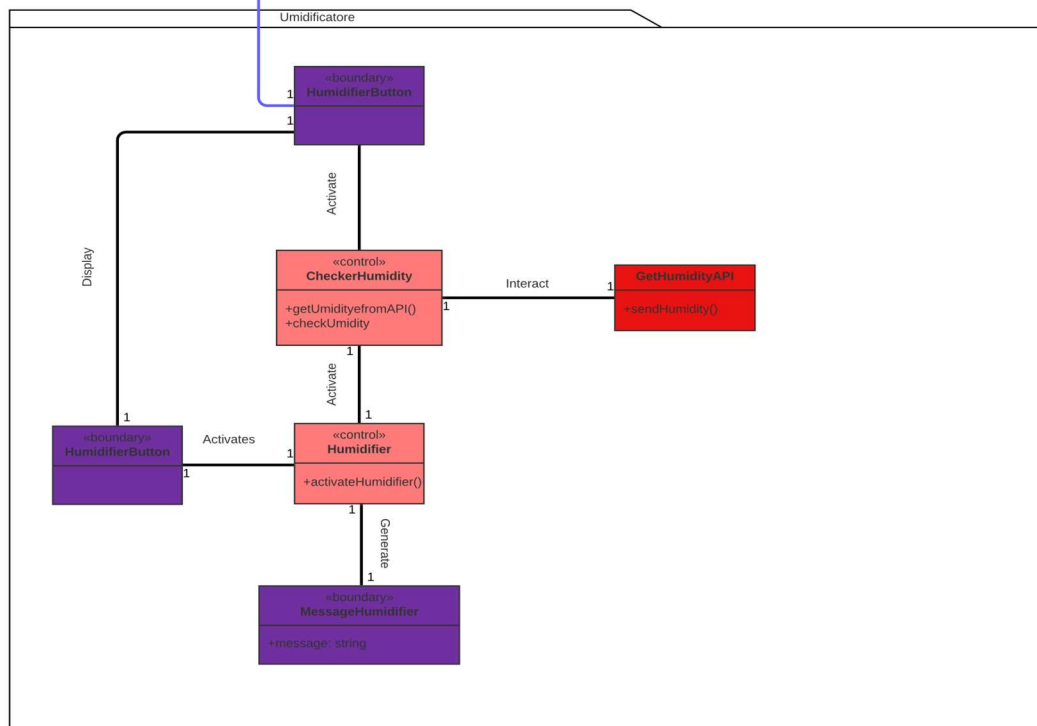 Umidificatore
«boundary»
HumidifierButton
1
1
Activate
Display
«control»
CheckerHumidity
+getUmidityefromAPI()
+checkUmidity
1
Interact
1
GetHumidityAPI
+sendHumidity()
1
Activate
1
1
«boundary»
HumidifierButton
1
Activates
1
«control»
Humidifier
+activateHumidifier()
1
Generate
1
«boundary»
MessageHumidifier
+message: string